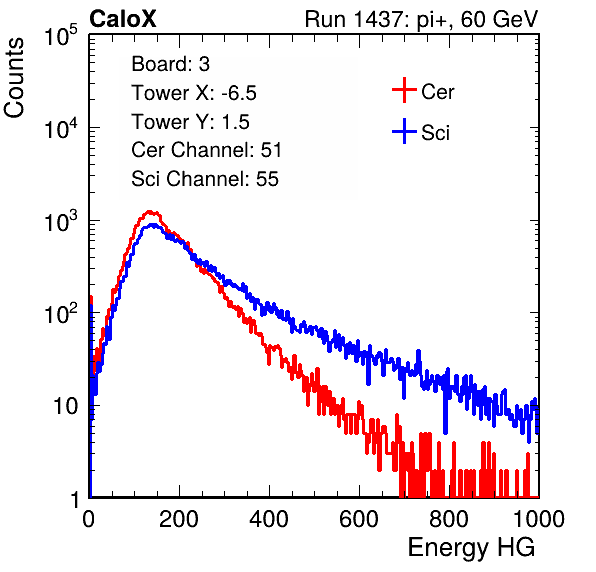 CaloX Run 1437: pi+, 60 GeV
Counts
Board: 3
Tower X: -6.5
Tower Y: 1.5
Cer Channel: 51
Sci Channel: 55
Cer
Sci
10^5
10^4
10^3
10^2
10
1
0 200 400 600 800 1000
Energy HG